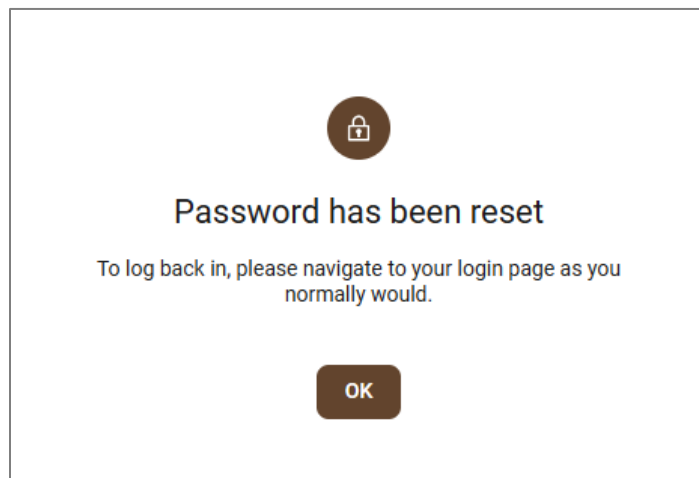 Password has been reset
To log back in, please navigate to your login page as you
normally would.
OK